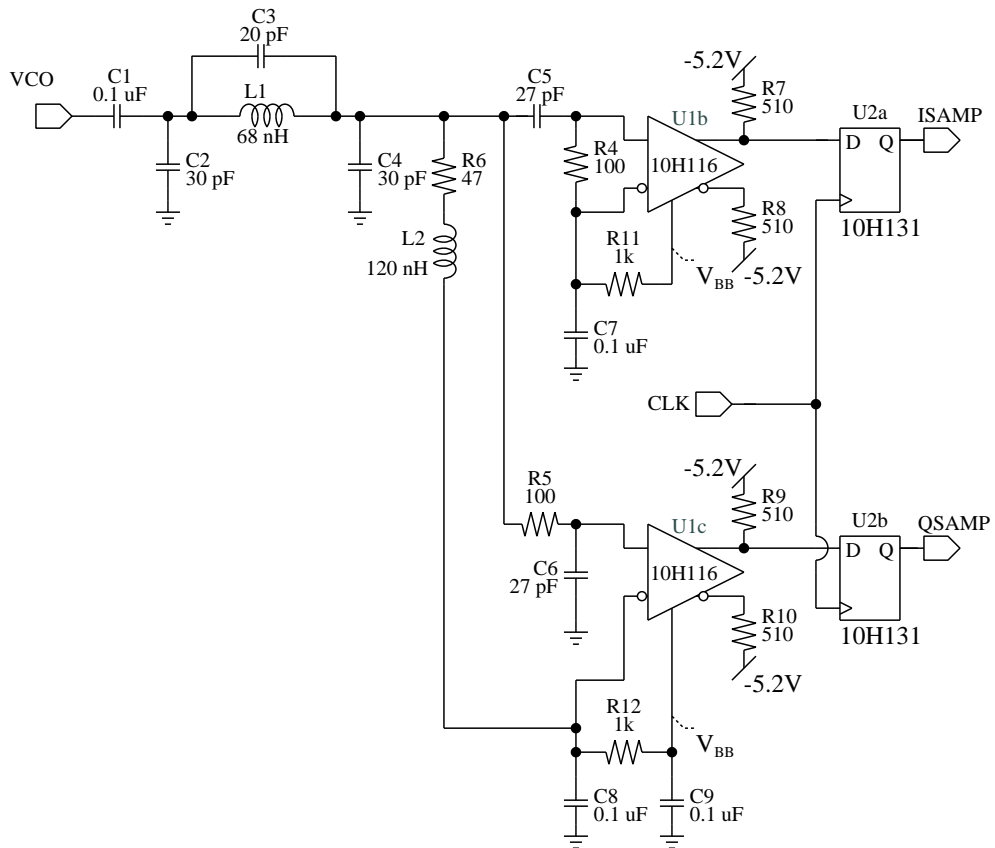 C3
20 pF
VCO
C1
0.1 uF
L1
68 nH
C2
30 pF
C4
30 pF
R6
47
L2
120 nH
C5
27 pF
R4
100
U1b
10H116
-5.2V
R7
510
R8
510
-5.2V
R11
1k
VBB
C7
0.1 uF
U2a
D Q
10H131
ISAMP
CLK
R5
100
C6
27 pF
U1c
10H116
-5.2V
R9
510
R10
510
-5.2V
U2b
D Q
10H131
QSAMP
R12
1k
VBB
C8
0.1 uF
C9
0.1 uF